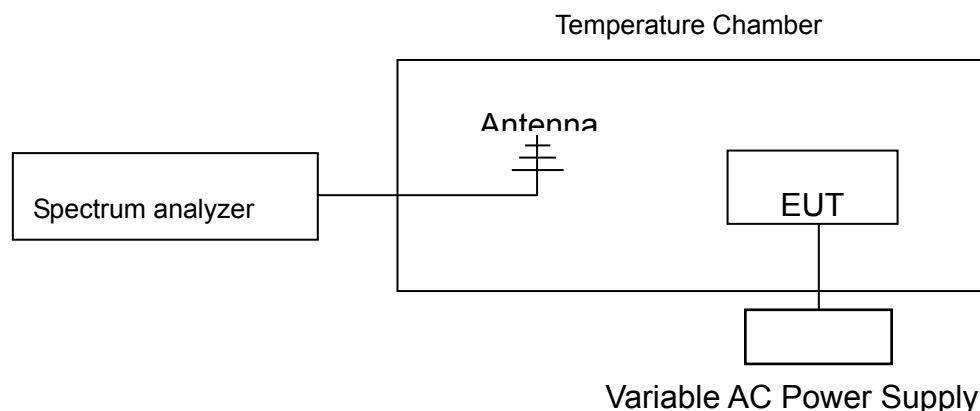 Temperature Chamber
Antenna
Spectrum analyzer
EUT
Variable AC Power Supply